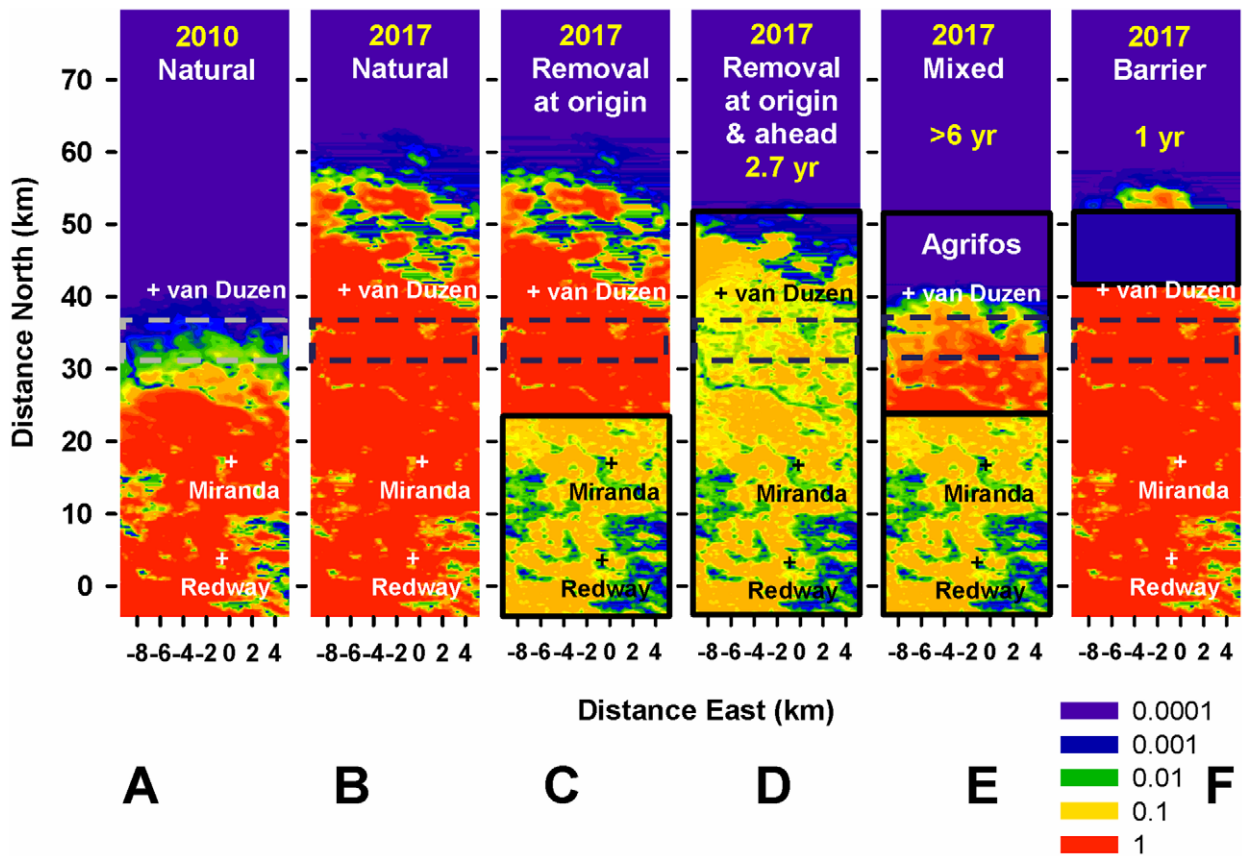 2010
Natural
2017
Natural
2017
Removal
at origin
2017
Removal
at origin
& ahead
2.7 yr
2017
Mixed
>6 yr
2017
Barrier
1 yr
Distance North (km)
70
60
50
40
30
20
10
0
+ van Duzen
+
Miranda
+
Redway
+ van Duzen
+
Miranda
+
Redway
+ van Duzen
+
Miranda
+
Redway
+ van Duzen
+
Miranda
+
Redway
Agrifos
+ van Duzen
+
Miranda
+
Redway
+ van Duzen
+
Miranda
+
Redway
-8 -6 -4 -2 0 2 4
-8 -6 -4 -2 0 2 4
-8 -6 -4 -2 0 2 4
-8 -6 -4 -2 0 2 4
-8 -6 -4 -2 0 2 4
-8 -6 -4 -2 0 2 4
Distance East (km)
0.0001
0.001
0.01
0.1
1
A B C D E F